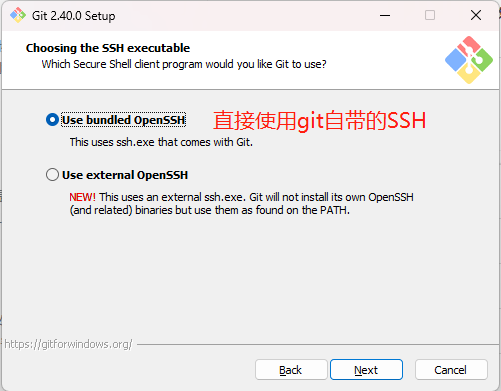 Git 2.40.0 Setup
Choosing the SSH executable
Which Secure Shell client program would you like Git to use?
Use bundled OpenSSH 直接使用git自带的SSH
This uses ssh.exe that comes with Git.
Use external OpenSSH
NEW! This uses an external ssh.exe. Git will not install its own OpenSSH
(and related) binaries but use them as found on the PATH.
https://gitforwindows.org/
Back Next Cancel